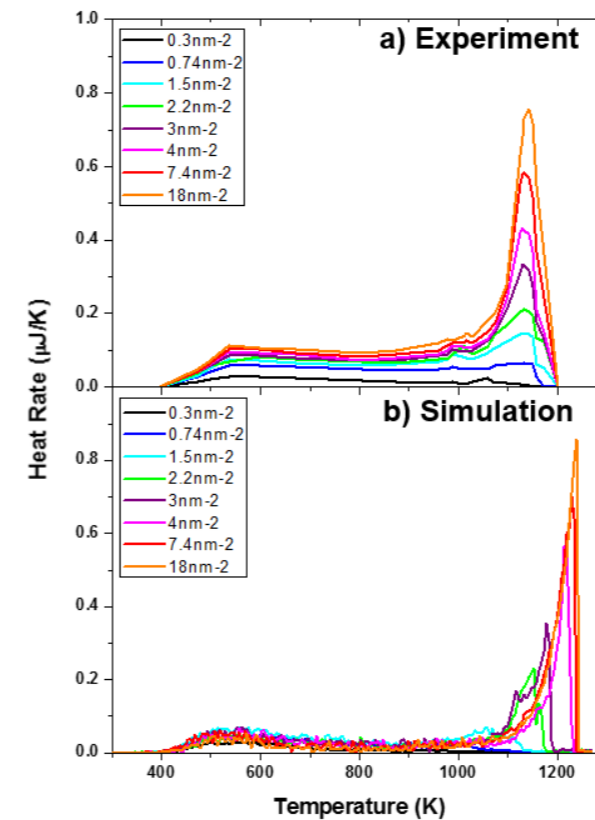 a) Experiment
0.3nm-2
0.74nm-2
1.5nm-2
2.2nm-2
3nm-2
4nm-2
7.4nm-2
18nm-2
1.0
0.8
0.6
0.4
0.2
0.0
Heat Rate (µJ/K)
b) Simulation
0.3nm-2
0.74nm-2
1.5nm-2
2.2nm-2
3nm-2
4nm-2
7.4nm-2
18nm-2
0.8
0.6
0.4
0.2
0.0
400 600 800 1000 1200
Temperature (K)